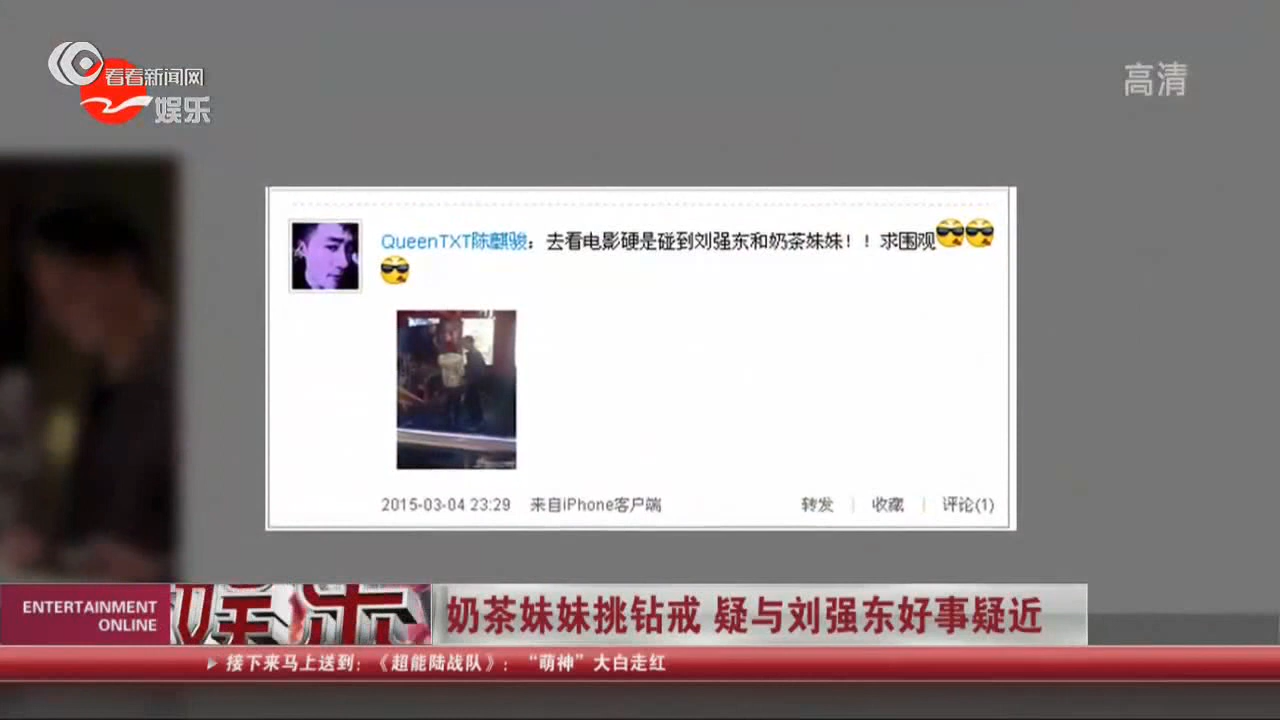 看看新闻网
娱乐
高清
QueenTXT陈麒骏：去看电影硬是碰到刘强东和奶茶妹妹！！求围观
2015-03-04 23:29 来自iPhone客户端 转发 | 收藏 | 评论(1)
ENTERTAINMENT
ONLINE
娱乐
奶茶妹妹挑钻戒 疑与刘强东好事疑近
接下来马上送到：《超能陆战队》：“萌神”大白走红